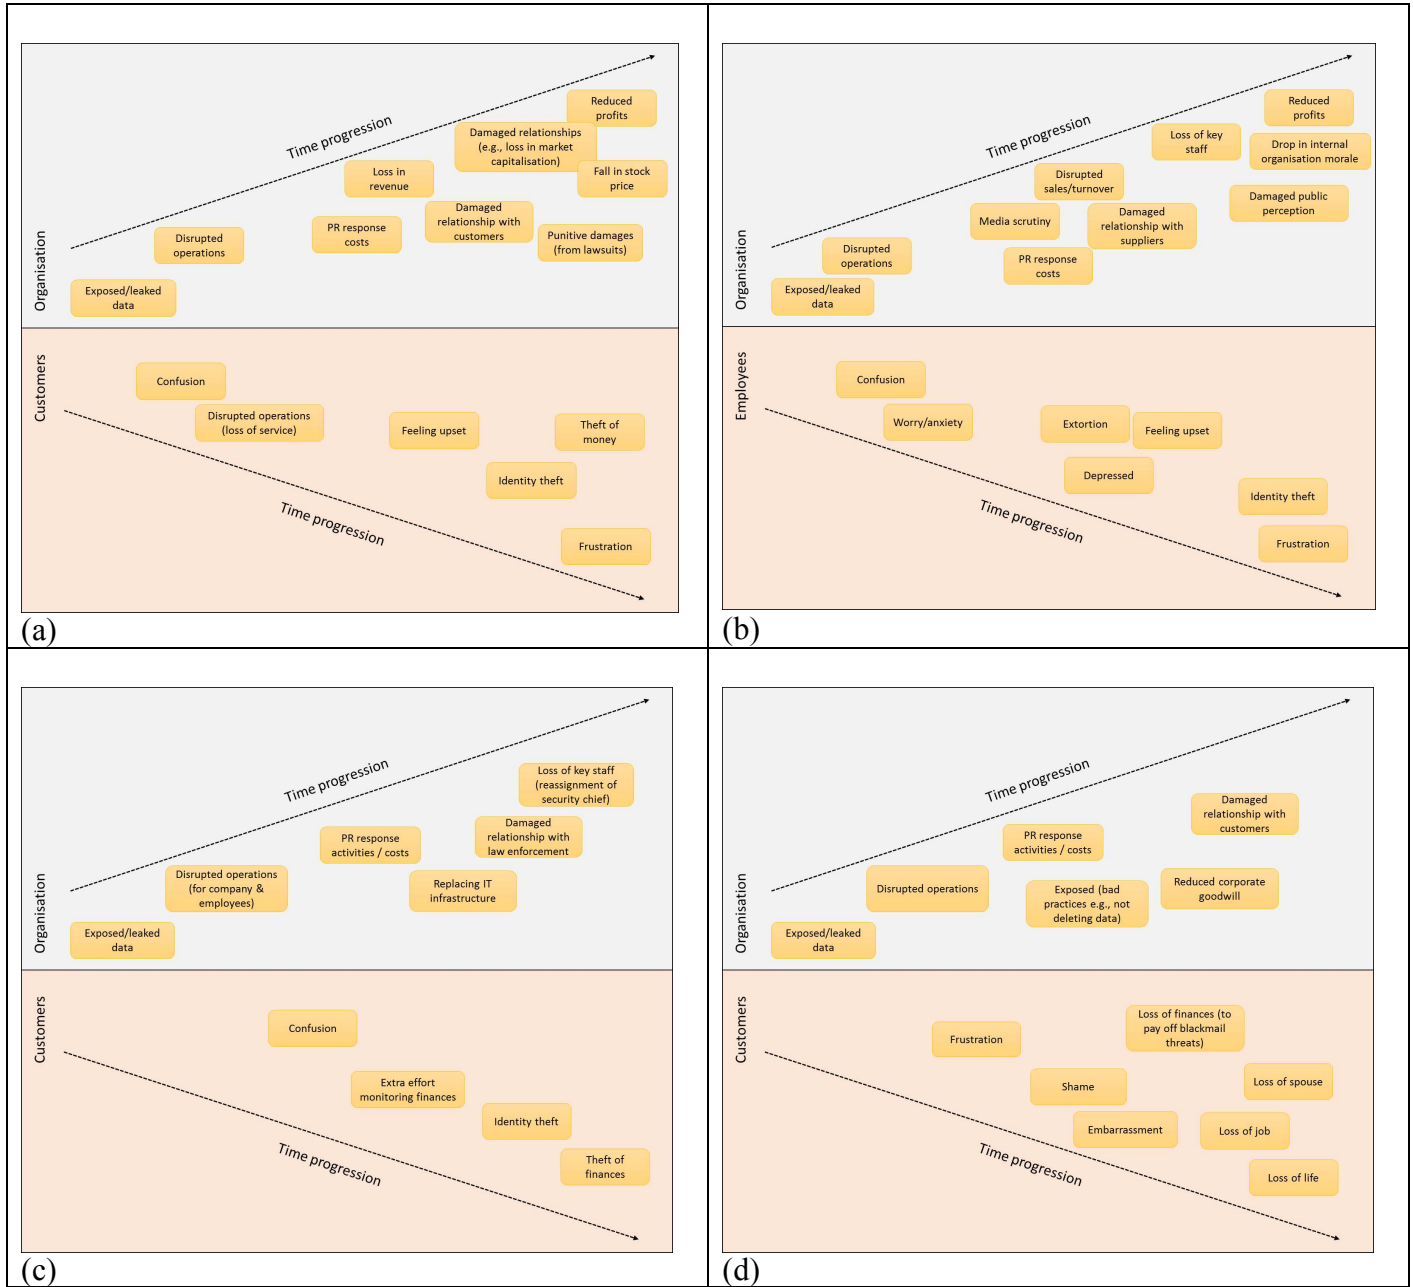 Time progression
Reduced
profits
Damaged relationships
(e.g., loss in market
capitalisation)
Loss in
revenue
Fall in stock
price
Damaged
relationship with
customers
PR response
costs
Punitive damages
(from lawsuits)
Disrupted
operations
Exposed/leaked
data
Organisation
Customers
Confusion
Disrupted operations
(loss of service)
Feeling upset
Theft of
money
Identity theft
Time progression
Frustration
(a)
Time progression
Reduced
profits
Loss of key
staff
Drop in internal
organisation morale
Disrupted
sales/turnover
Damaged public
perception
Media scrutiny
Damaged
relationship with
suppliers
PR response
costs
Disrupted
operations
Exposed/leaked
data
Organisation
Employees
Confusion
Worry/anxiety
Extortion
Feeling upset
Depressed
Identity theft
Time progression
Frustration
(b)
Time progression
Loss of key staff
(reassignment of
security chief)
Damaged
relationship with
law enforcement
PR response
activities / costs
Disrupted operations
(for company &
employees)
Replacing IT
infrastructure
Exposed/leaked
data
Organisation
Customers
Confusion
Extra effort
monitoring finances
Identity theft
Theft of
finances
Time progression
(c)
Time progression
Damaged
relationship with
customers
PR response
activities / costs
Disrupted operations
Exposed (bad
practices e.g., not
deleting data)
Reduced corporate
goodwill
Exposed/leaked
data
Organisation
Customers
Frustration
Loss of finances (to
pay off blackmail
threats)
Shame
Loss of spouse
Embarrassment
Loss of job
Time progression
Loss of life
(d)